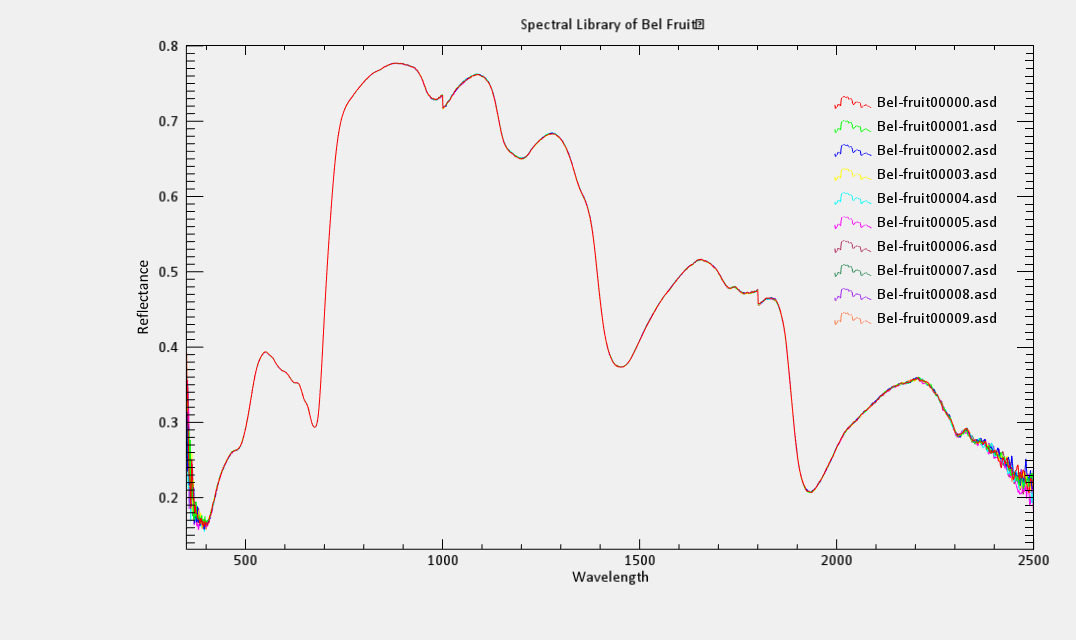 Spectral Library of Bel Fruit
0.8
0.7
0.6
0.5
0.4
0.3
0.2
Reflectance
Bel-fruit00000.asd
Bel-fruit00001.asd
Bel-fruit00002.asd
Bel-fruit00003.asd
Bel-fruit00004.asd
Bel-fruit00005.asd
Bel-fruit00006.asd
Bel-fruit00007.asd
Bel-fruit00008.asd
Bel-fruit00009.asd
500 1000 1500 2000 2500
Wavelength